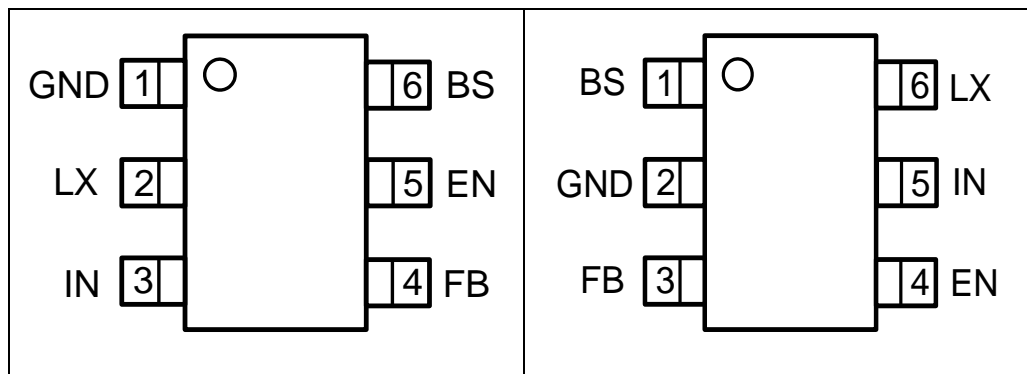 GND 1 6 BS
LX 2 5 EN
IN 3 4 FB
BS 1 6 LX
GND 2 5 IN
FB 3 4 EN